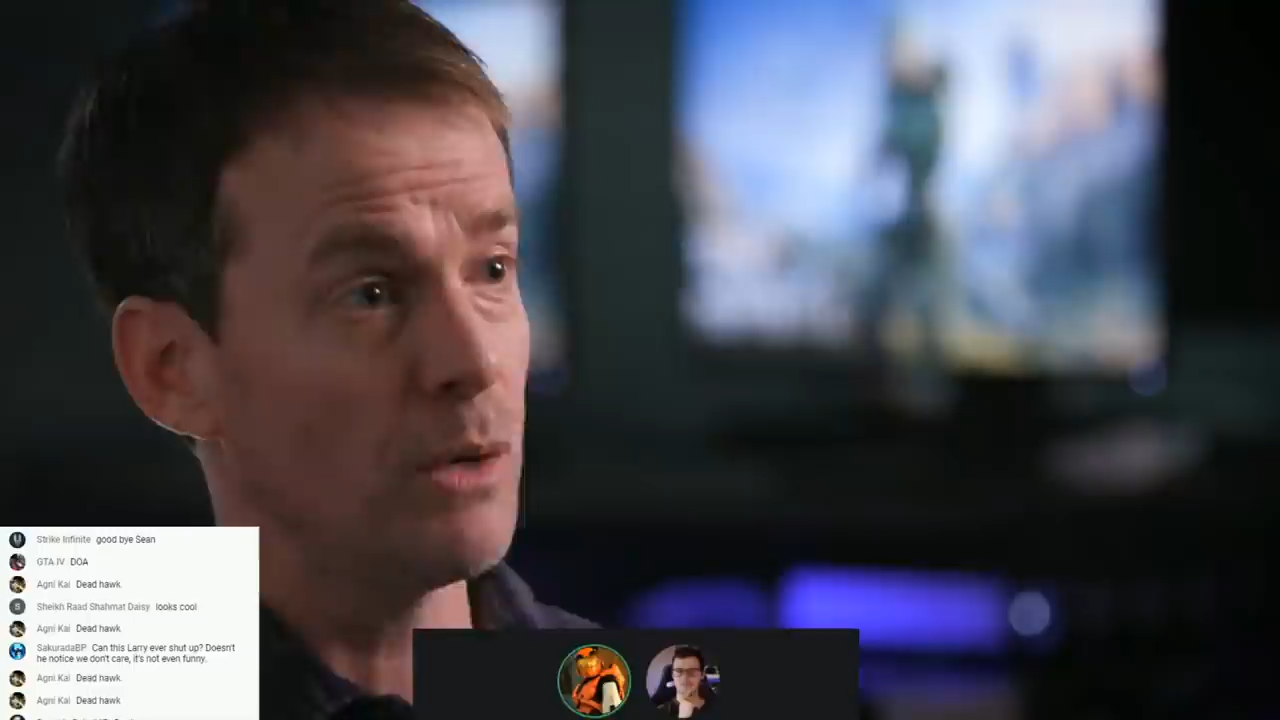 Strike Infinite good bye Sean
GTA IV DOA
Agni Kai Dead hawk
Sheikh Raad Shahmat Daisy looks cool
Agni Kai Dead hawk
SakuradaBP Can this Larry ever shut up? Doesn't
he notice we don't care, it's not even funny.
Agni Kai Dead hawk
Agni Kai Dead hawk